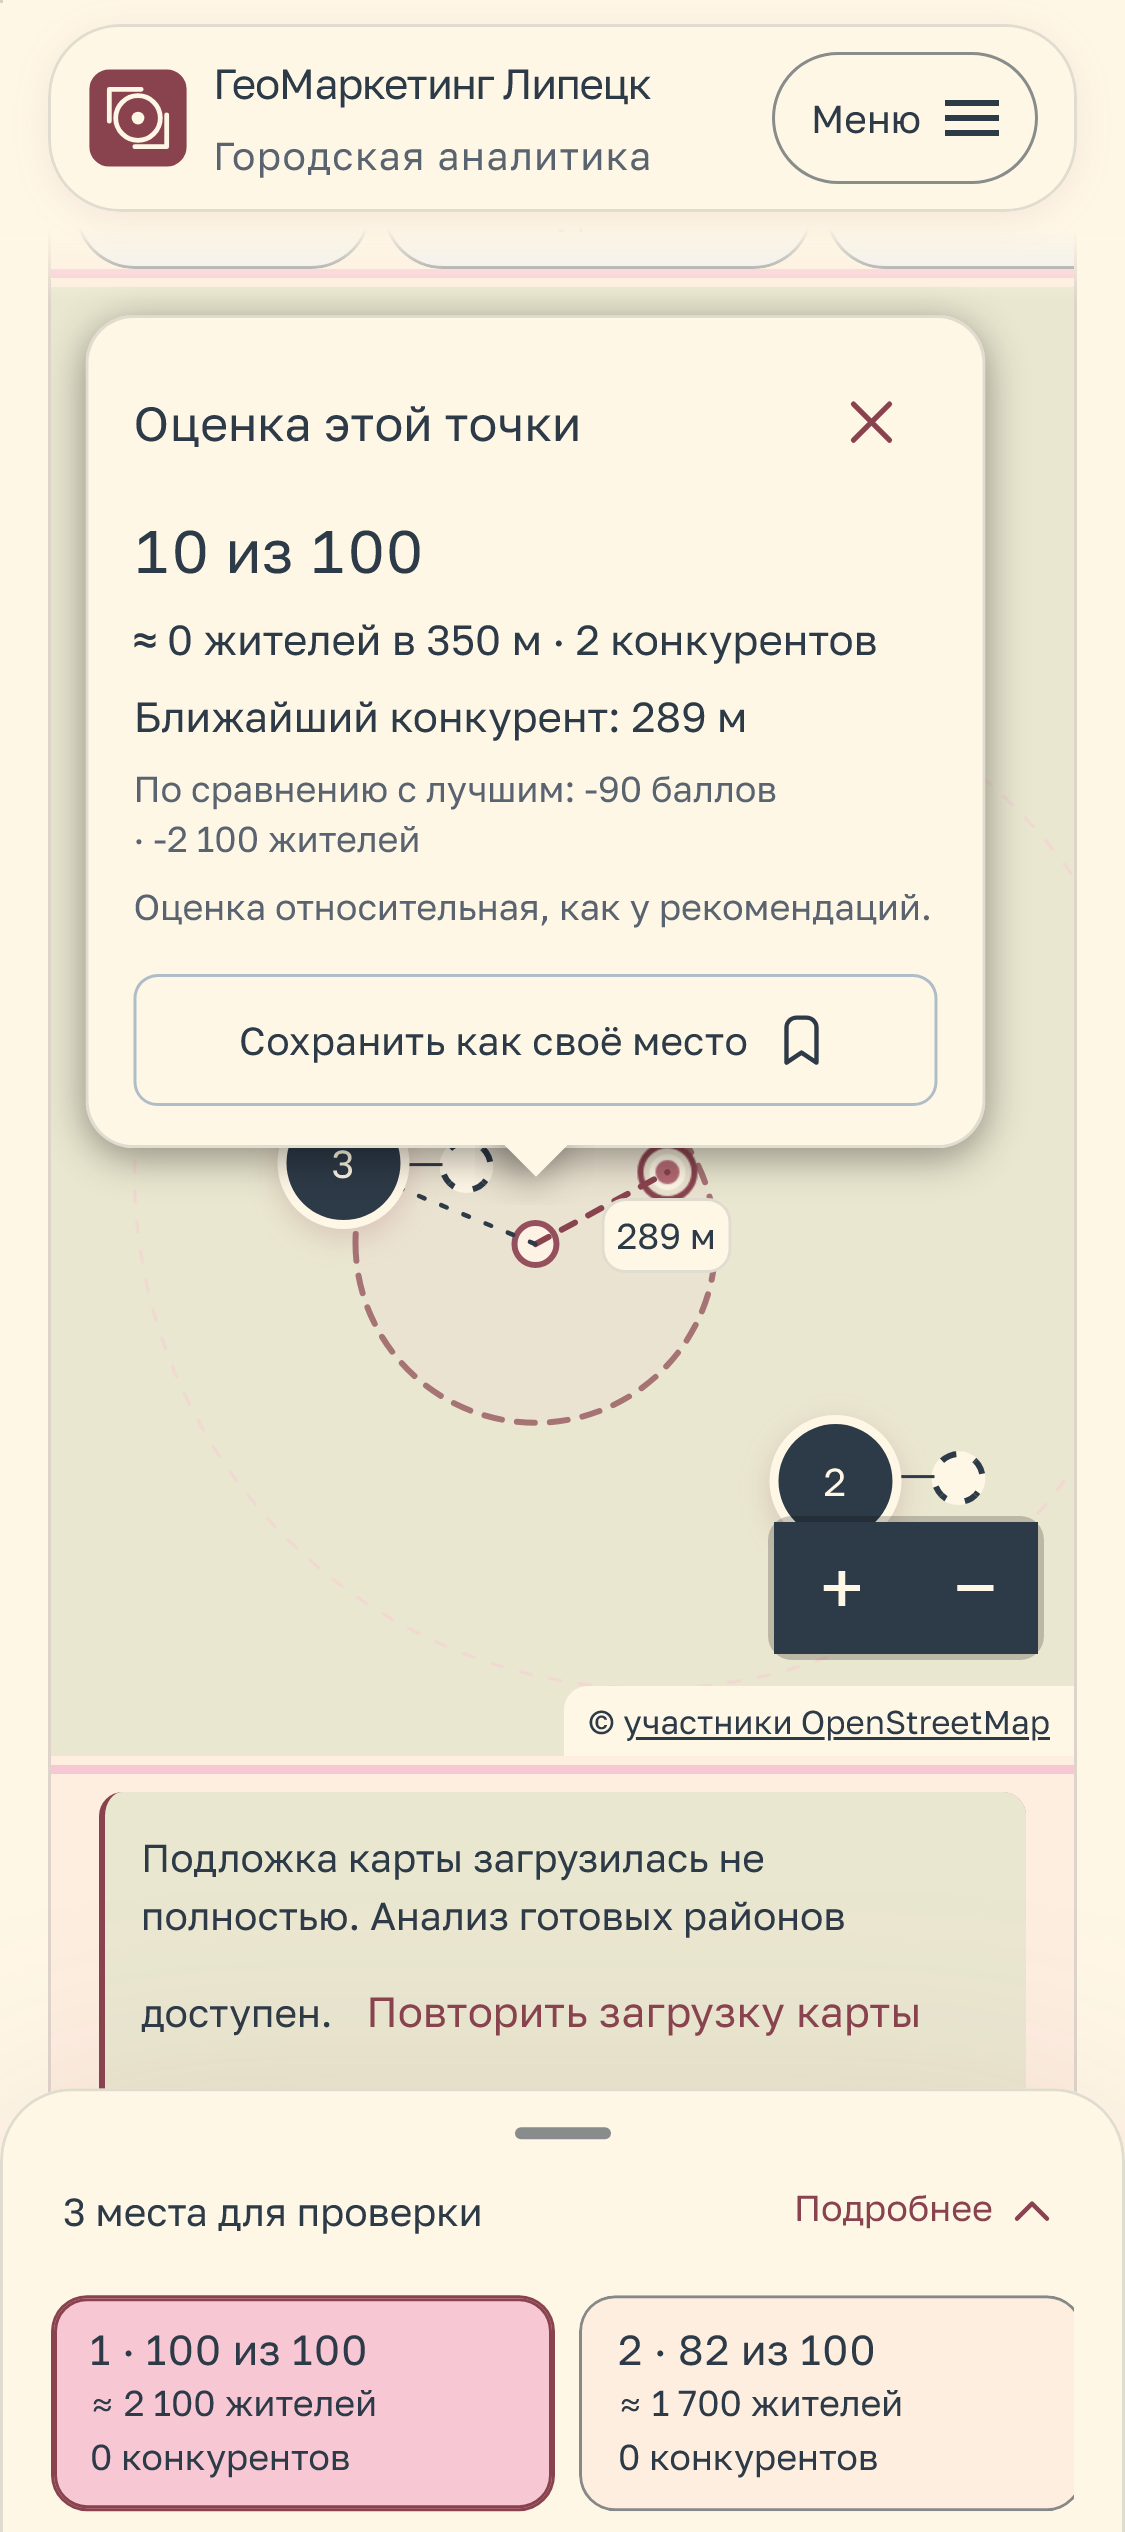 ГеоМаркетинг Липецк
Городская аналитика
Меню
Оценка этой точки
10 из 100
≈ 0 жителей в 350 м · 2 конкурентов
Ближайший конкурент: 289 м
По сравнению с лучшим: -90 баллов
· -2 100 жителей
Оценка относительная, как у рекомендаций.
Сохранить как своё место
3
289 м
2
+ −
© участники OpenStreetMap
Подложка карты загрузилась не
полностью. Анализ готовых районов
доступен. Повторить загрузку карты
3 места для проверки
Подробнее
1 · 100 из 100
≈ 2 100 жителей
0 конкурентов
2 · 82 из 100
≈ 1 700 жителей
0 конкурентов